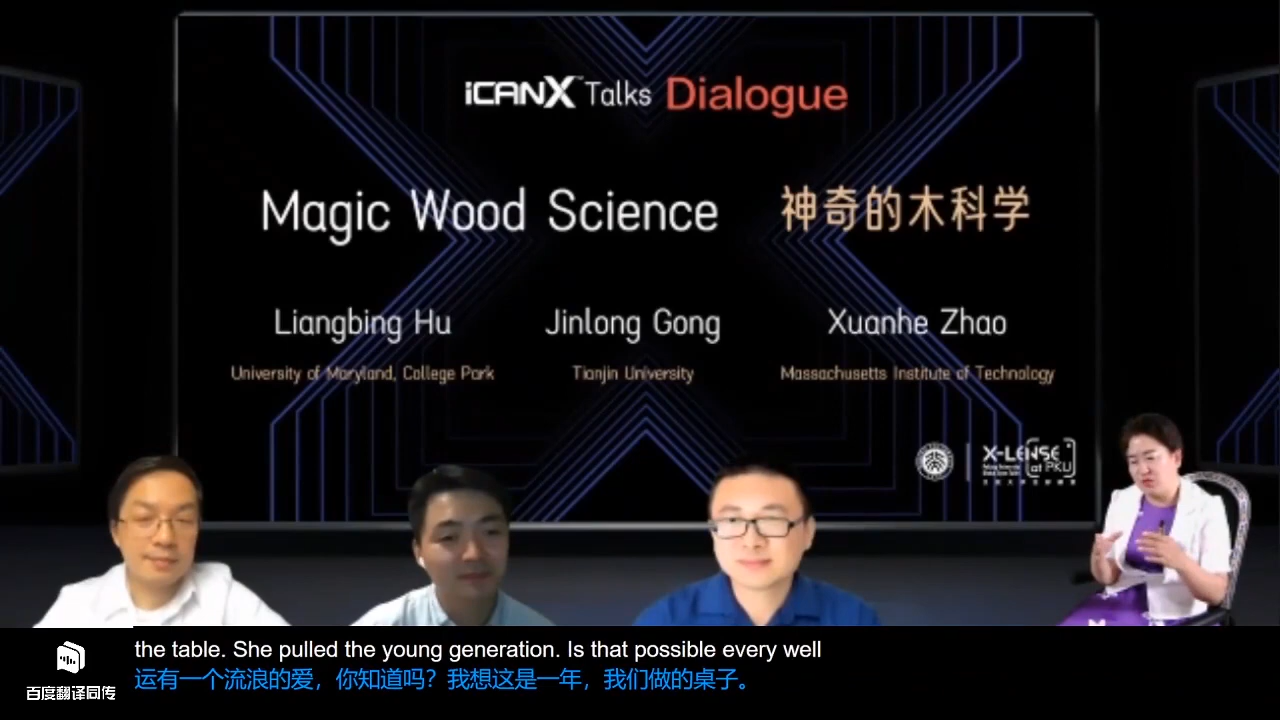 iCANX™ Talks Dialogue
Magic Wood Science 神奇的木科学
Liangbing Hu Jinlong Gong Xuanhe Zhao
University of Maryland, College Park Tianjin University Massachusetts Institute of Technology
X-LENSE
at PKU
the table. She pulled the young generation. Is that possible every well
运有一个流浪的爱，你知道吗？我想这是一年，我们做的桌子。
百度翻译同传